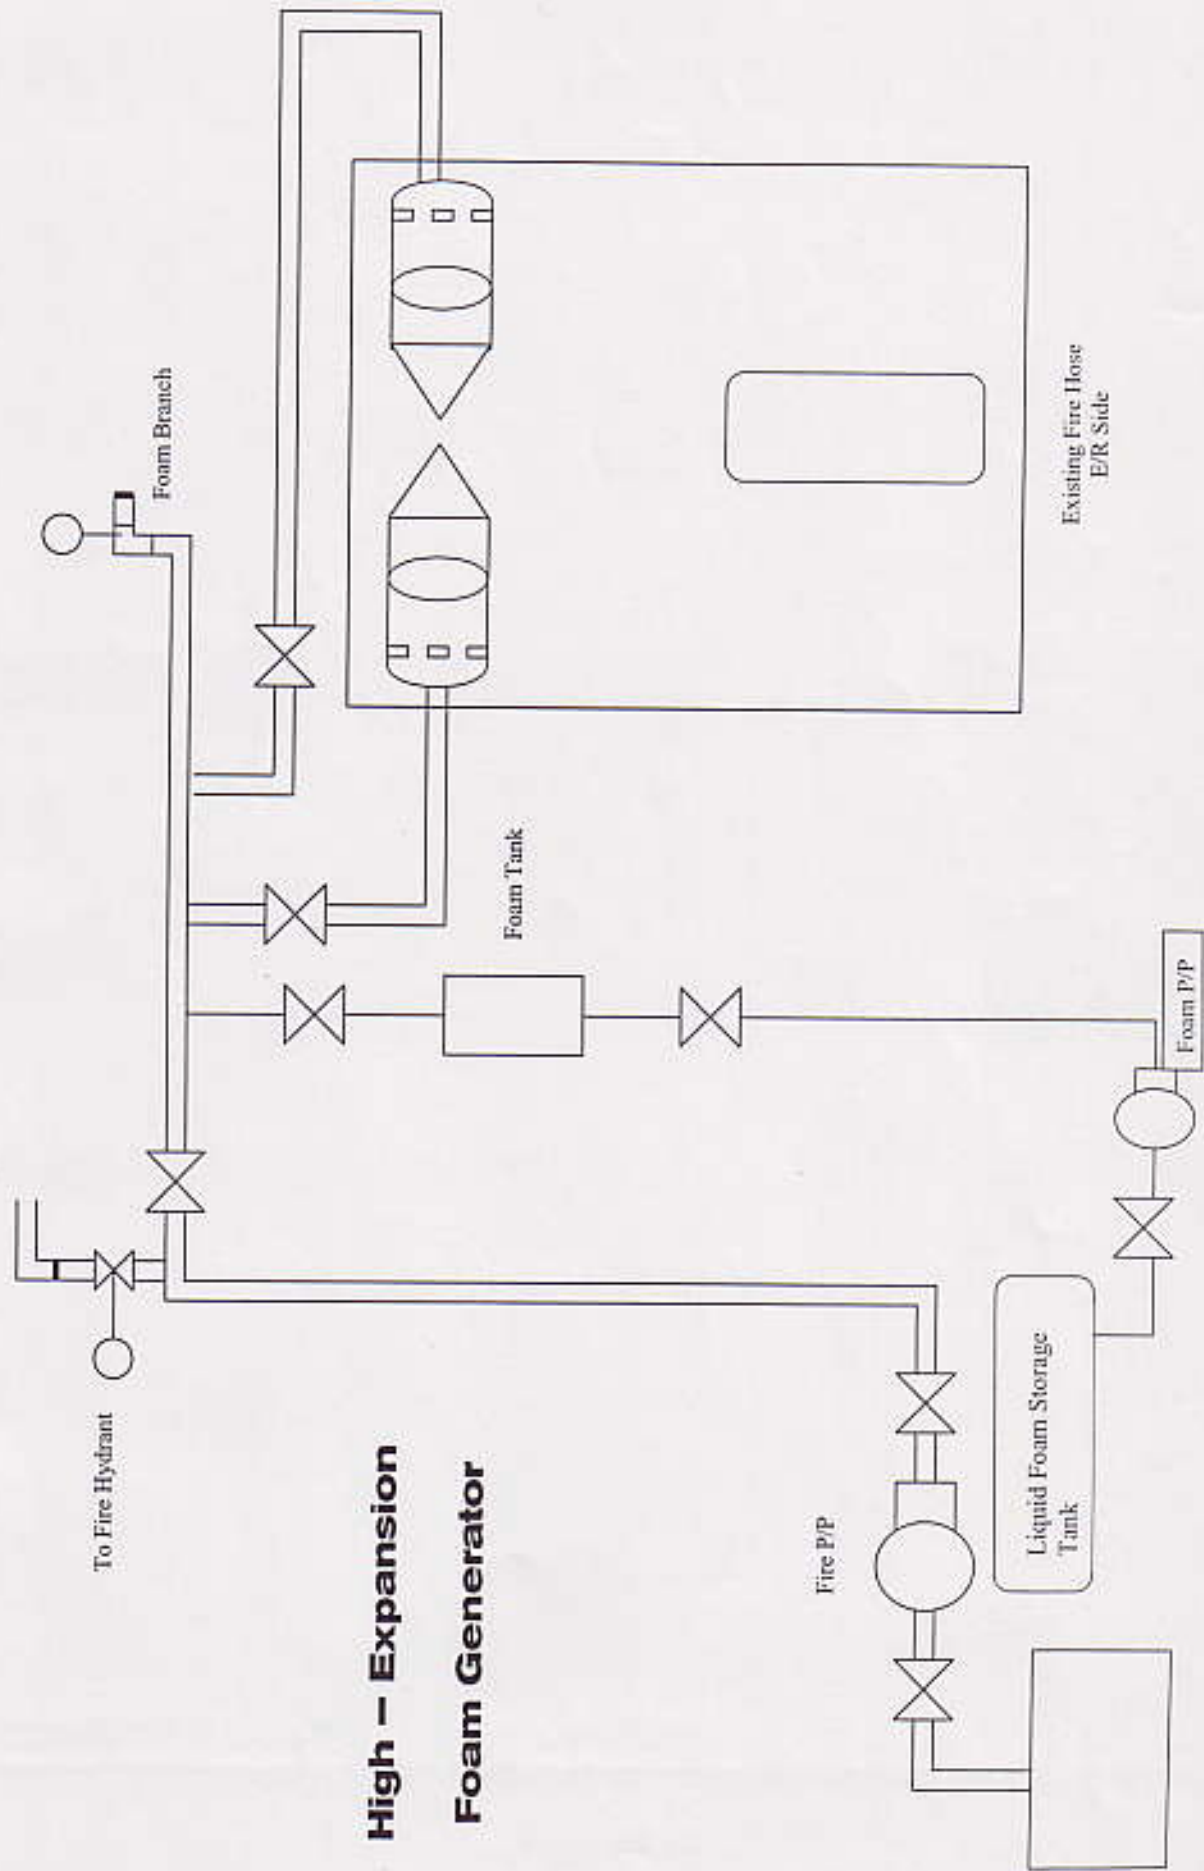 High – Expansion
Foam Generator
To Fire Hydrant
Foam Branch
Foam Tank
Fire P/P
Liquid Foam Storage
Tank
Foam P/P
Existing Fire Hose
E/R Side